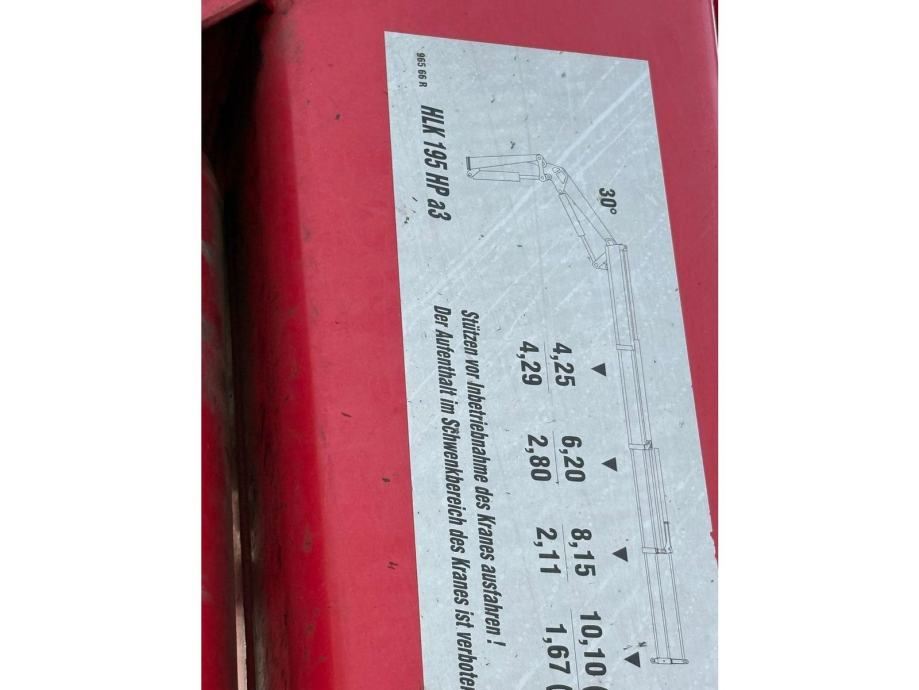 30°
4,25 6,20 8,15 10,10 (
4,29 2,80 2,11 1,67 (
Stützen vor Inbetriebnahme des Kranes ausfahren !
Der Aufenthalt im Schwenkbereich des Kranes ist verboten
HLK 195 HP a3
965 66 R